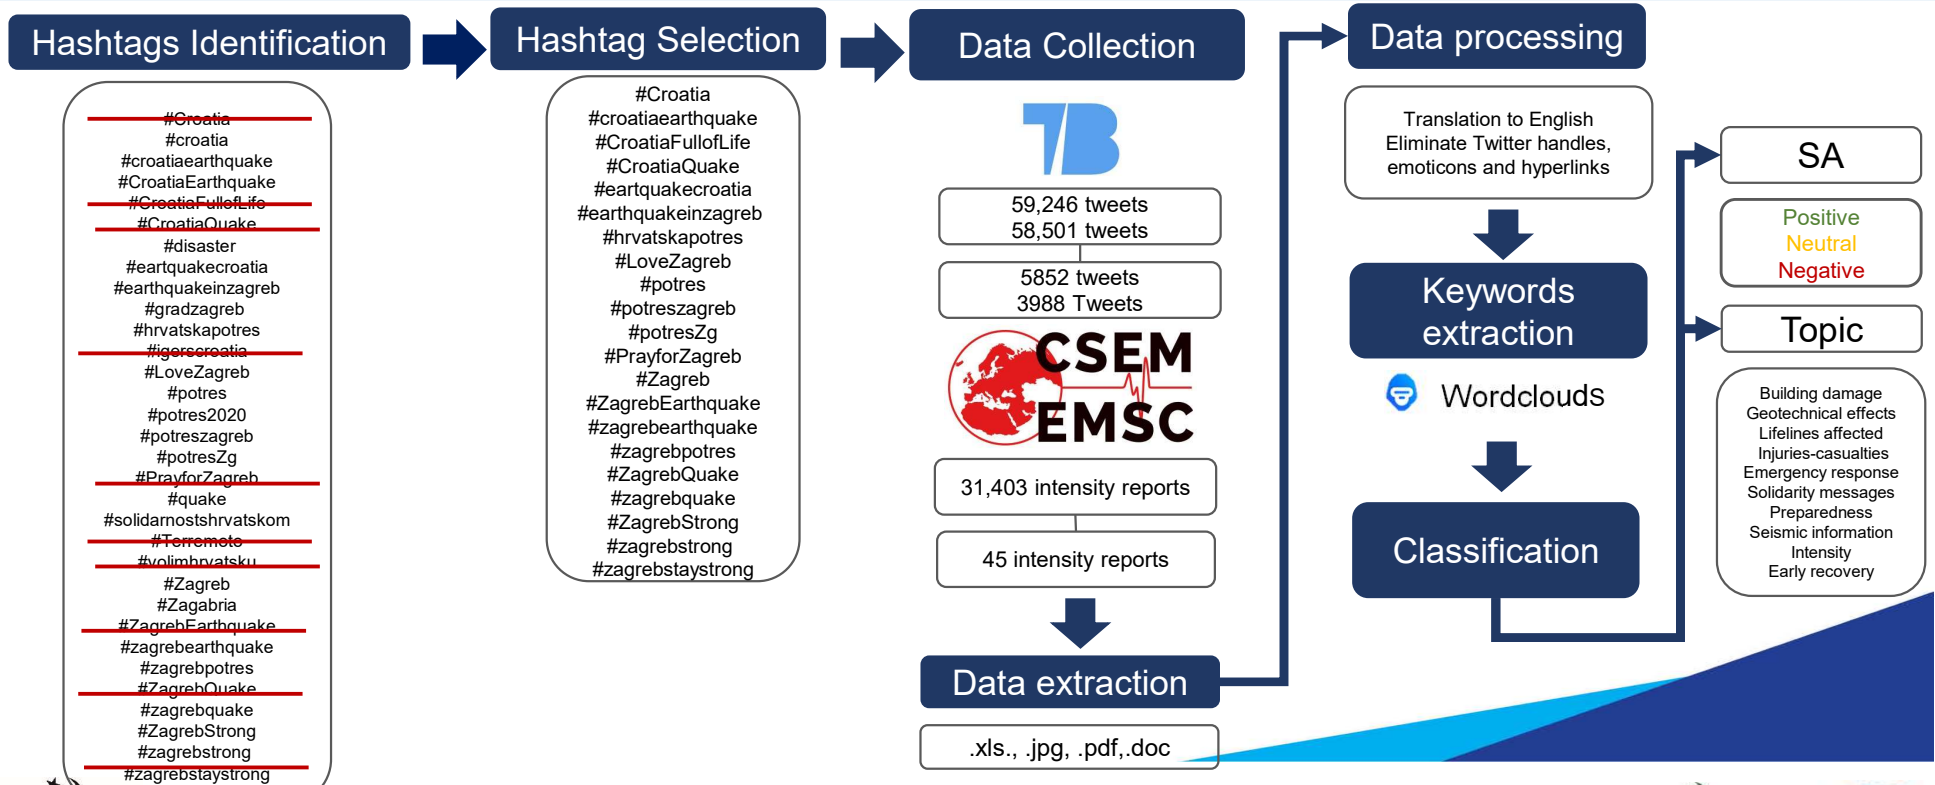 Hashtags Identification
#Croatia
#croatia
#croatiaearthquake
#CroatiaEarthquake
#CroatiaFullofLife
#CroatiaQuake
#disaster
#eartquakecroatia
#earthquakeinzagreb
#gradzagreb
#hrvatskapotres
#igerscroatia
#LoveZagreb
#potres
#potres2020
#potreszagreb
#potresZg
#PrayforZagreb
#quake
#solidarnostshrvatskom
#Terremoto
#volimhrvatsku
#Zagreb
#Zagabria
#ZagrebEarthquake
#zagrebearthquake
#zagrebpotres
#ZagrebQuake
#zagrebquake
#ZagrebStrong
#zagrebstrong
#zagrebstaystrong
Hashtag Selection
#Croatia
#croatiaearthquake
#CroatiaFullofLife
#CroatiaQuake
#eartquakecroatia
#earthquakeinzagreb
#hrvatskapotres
#LoveZagreb
#potres
#potreszagreb
#potresZg
#PrayforZagreb
#Zagreb
#ZagrebEarthquake
#zagrebearthquake
#zagrebpotres
#ZagrebQuake
#zagrebquake
#ZagrebStrong
#zagrebstrong
#zagrebstaystrong
Data Collection
TB
59,246 tweets
58,501 tweets
5852 tweets
3988 Tweets
CSEM
EMSC
31,403 intensity reports
45 intensity reports
Data extraction
.xls., .jpg, .pdf,.doc
Data processing
Translation to English
Eliminate Twitter handles,
emoticons and hyperlinks
Keywords
extraction
Wordclouds
Classification
SA
Positive
Neutral
Negative
Topic
Building damage
Geotechnical effects
Lifelines affected
Injuries-casualties
Emergency response
Solidarity messages
Preparedness
Seismic information
Intensity
Early recovery